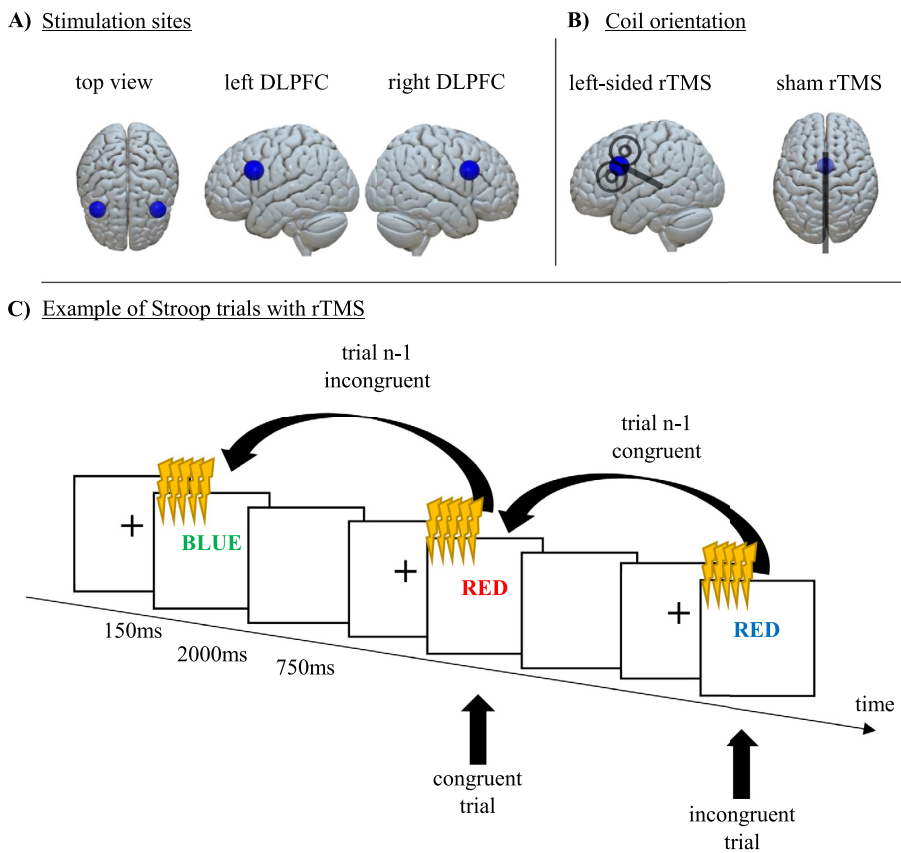 A) Stimulation sites
B) Coil orientation
top view
left DLPFC
right DLPFC
left-sided rTMS
sham rTMS
C) Example of Stroop trials with rTMS
trial n-1
incongruent
trial n-1
congruent
+
BLUE
+
RED
+
RED
150ms
2000ms
750ms
time
congruent
trial
incongruent
trial